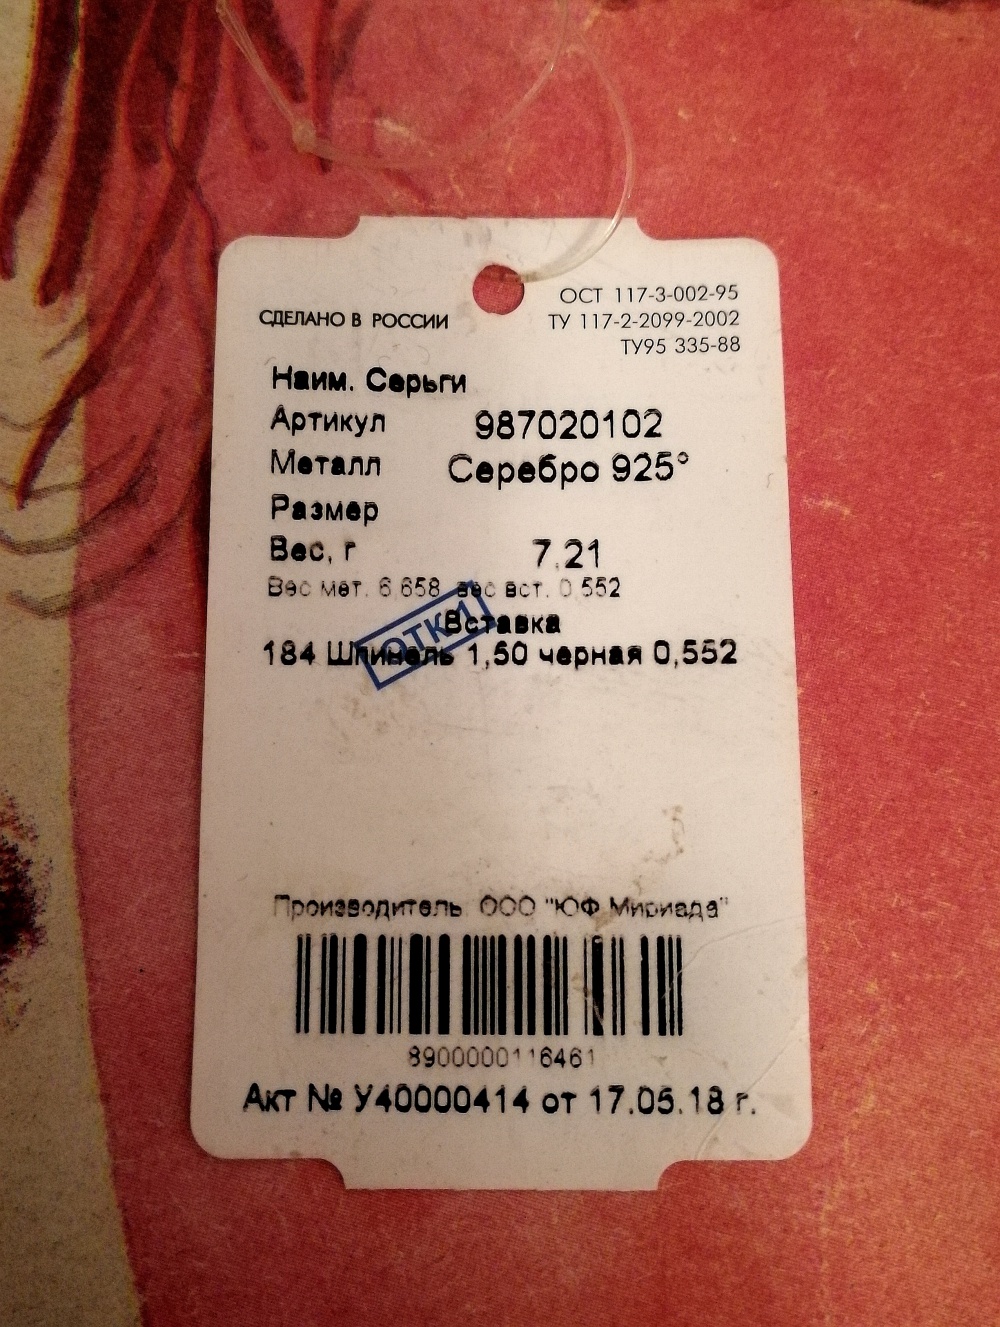 СДЕЛАНО В РОССИИ
ОСТ 117-3-002-95
ТУ 117-2-2099-2002
ТУ95 335-88
Наим. Серьги
Артикул 987020102
Металл Серебро 925°
Размер
Вес, г 7,21
Вес мет. 6,658 вес вст. 0,552
ОТК-1
Вставка
184 Шпинель 1,50 черная 0,552
Производитель ООО "ЮФ Мириада"
8900000116461
Акт № У40000414 от 17.05.18 г.